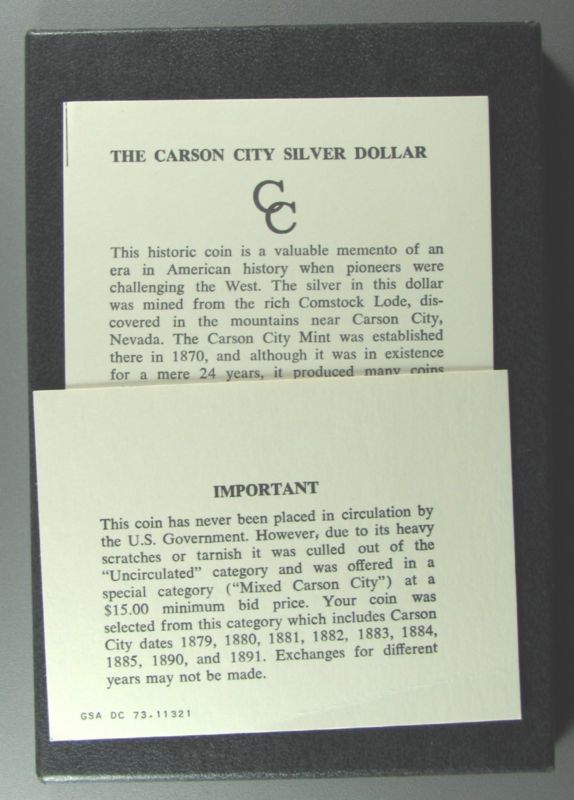 THE CARSON CITY SILVER DOLLAR
CC
This historic coin is a valuable memento of an
era in American history when pioneers were
challenging the West. The silver in this dollar
was mined from the rich Comstock Lode, dis-
covered in the mountains near Carson City,
Nevada. The Carson City Mint was established
there in 1870, and although it was in existence
for a mere 24 years, it produced many coins
IMPORTANT
This coin has never been placed in circulation by
the U.S. Government. However, due to its heavy
scratches or tarnish it was culled out of the
"Uncirculated" category and was offered in a
special category ("Mixed Carson City") at a
$15.00 minimum bid price. Your coin was
selected from this category which includes Carson
City dates 1879, 1880, 1881, 1882, 1883, 1884,
1885, 1890, and 1891. Exchanges for different
years may not be made.
GSA DC 73.11321